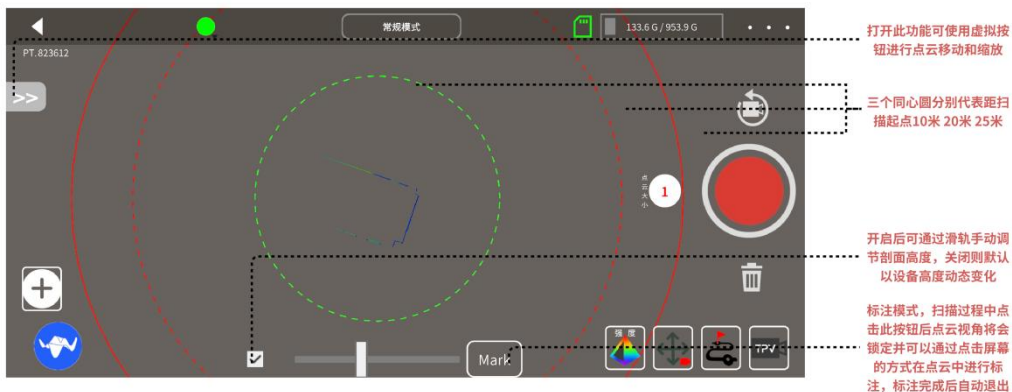 常规模式
133.6 G / 953.9 G
PT.823612
>>
打开此功能可使用虚拟按
钮进行点云移动和缩放
三个同心圆分别代表距扫
描起点10米 20米 25米
点云大小
1
开启后可通过滑轨手动调
节剖面高度，关闭则默认
以设备高度动态变化
标注模式，扫描过程中点
击此按钮后点云视角将会
锁定并可以通过点击屏幕
的方式在点云中进行标
注，标注完成后自动退出
Mark
强度
TPV